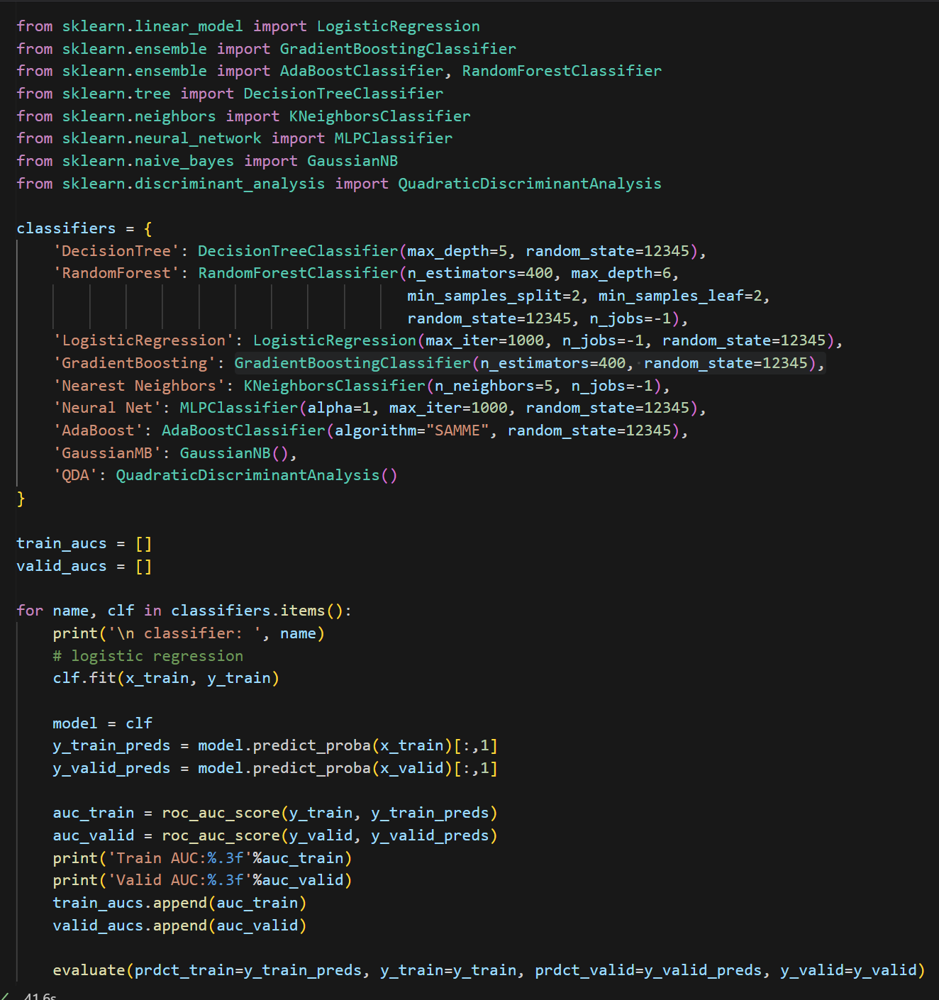 from sklearn.linear_model import LogisticRegression
from sklearn.ensemble import GradientBoostingClassifier
from sklearn.ensemble import AdaBoostClassifier, RandomForestClassifier
from sklearn.tree import DecisionTreeClassifier
from sklearn.neighbors import KNeighborsClassifier
from sklearn.neural_network import MLPClassifier
from sklearn.naive_bayes import GaussianNB
from sklearn.discriminant_analysis import QuadraticDiscriminantAnalysis

classifiers = {
    'DecisionTree': DecisionTreeClassifier(max_depth=5, random_state=12345),
    'RandomForest': RandomForestClassifier(n_estimators=400, max_depth=6,
                                           min_samples_split=2, min_samples_leaf=2,
                                           random_state=12345, n_jobs=-1),
    'LogisticRegression': LogisticRegression(max_iter=1000, n_jobs=-1, random_state=12345),
    'GradientBoosting': GradientBoostingClassifier(n_estimators=400, random_state=12345),
    'Nearest Neighbors': KNeighborsClassifier(n_neighbors=5, n_jobs=-1),
    'Neural Net': MLPClassifier(alpha=1, max_iter=1000, random_state=12345),
    'AdaBoost': AdaBoostClassifier(algorithm="SAMME", random_state=12345),
    'GaussianMB': GaussianNB(),
    'QDA': QuadraticDiscriminantAnalysis()
}

train_aucs = []
valid_aucs = []

for name, clf in classifiers.items():
    print('\n classifier: ', name)
    # logistic regression
    clf.fit(x_train, y_train)

    model = clf
    y_train_preds = model.predict_proba(x_train)[:,1]
    y_valid_preds = model.predict_proba(x_valid)[:,1]

    auc_train = roc_auc_score(y_train, y_train_preds)
    auc_valid = roc_auc_score(y_valid, y_valid_preds)
    print('Train AUC:%.3f'%auc_train)
    print('Valid AUC:%.3f'%auc_valid)
    train_aucs.append(auc_train)
    valid_aucs.append(auc_valid)

    evaluate(prdct_train=y_train_preds, y_train=y_train, prdct_valid=y_valid_preds, y_valid=y_valid)
41.6s